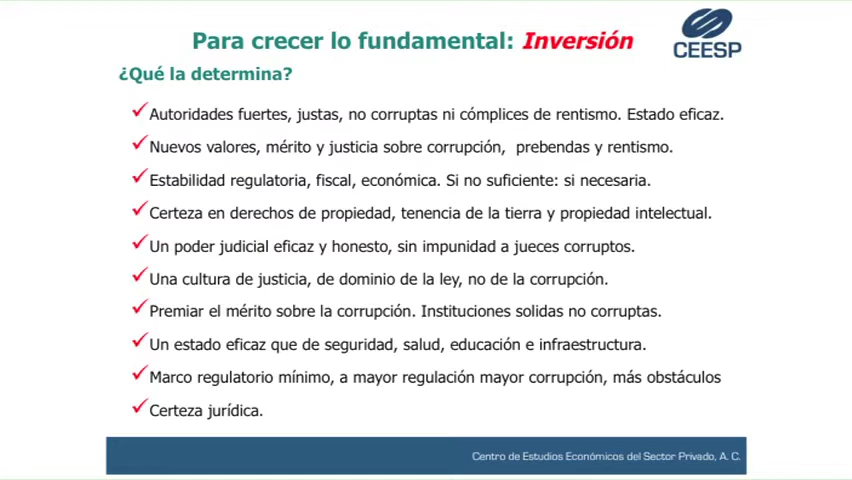 Para crecer lo fundamental: Inversión
CEESP
¿Qué la determina?
Autoridades fuertes, justas, no corruptas ni cómplices de rentismo. Estado eficaz.
Nuevos valores, mérito y justicia sobre corrupción, prebendas y rentismo.
Estabilidad regulatoria, fiscal, económica. Si no suficiente: si necesaria.
Certeza en derechos de propiedad, tenencia de la tierra y propiedad intelectual.
Un poder judicial eficaz y honesto, sin impunidad a jueces corruptos.
Una cultura de justicia, de dominio de la ley, no de la corrupción.
Premiar el mérito sobre la corrupción. Instituciones solidas no corruptas.
Un estado eficaz que de seguridad, salud, educación e infraestructura.
Marco regulatorio mínimo, a mayor regulación mayor corrupción, más obstáculos
Certeza jurídica.
Centro de Estudios Económicos del Sector Privado, A. C.